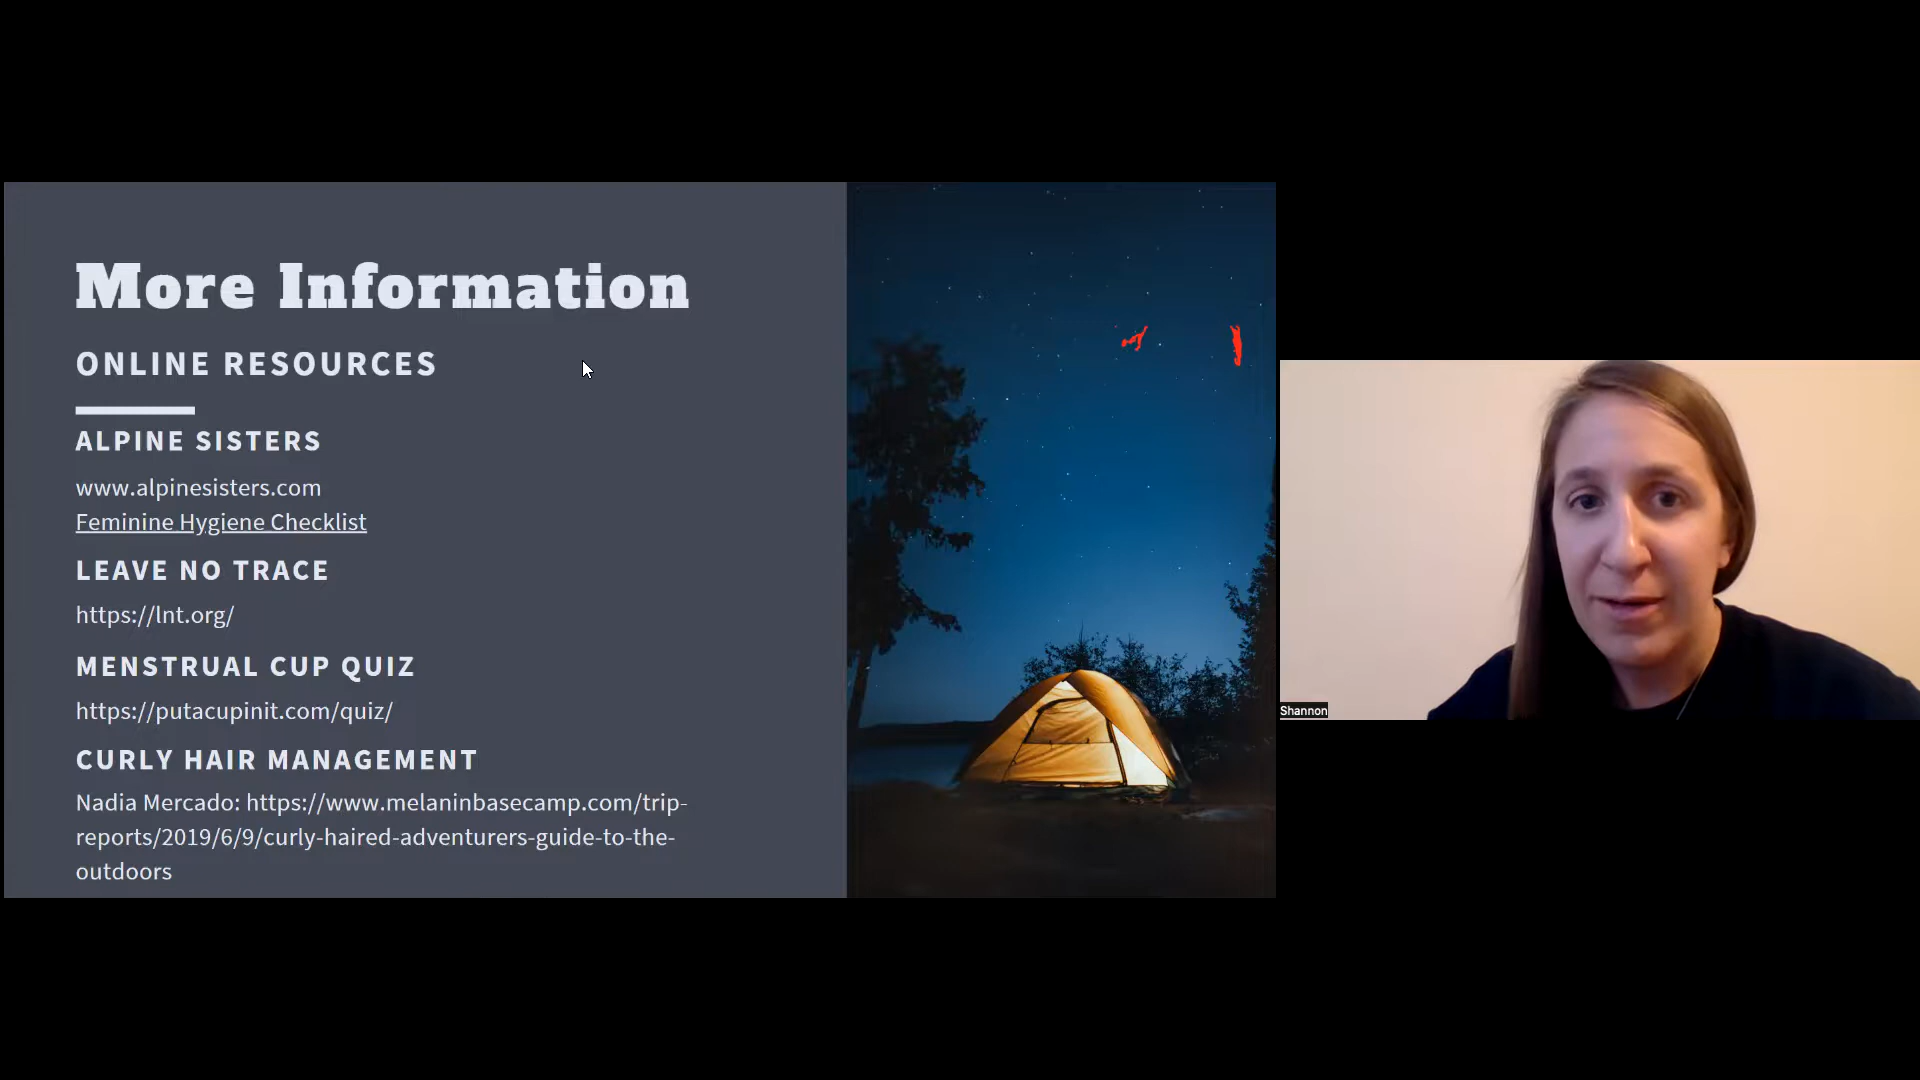 More Information
ONLINE RESOURCES
ALPINE SISTERS
www.alpinesisters.com
Feminine Hygiene Checklist
LEAVE NO TRACE
https://lnt.org/
MENSTRUAL CUP QUIZ
https://putacupinit.com/quiz/
CURLY HAIR MANAGEMENT
Nadia Mercado: https://www.melaninbasecamp.com/trip-
reports/2019/6/9/curly-haired-adventurers-guide-to-the-
outdoors
Shannon